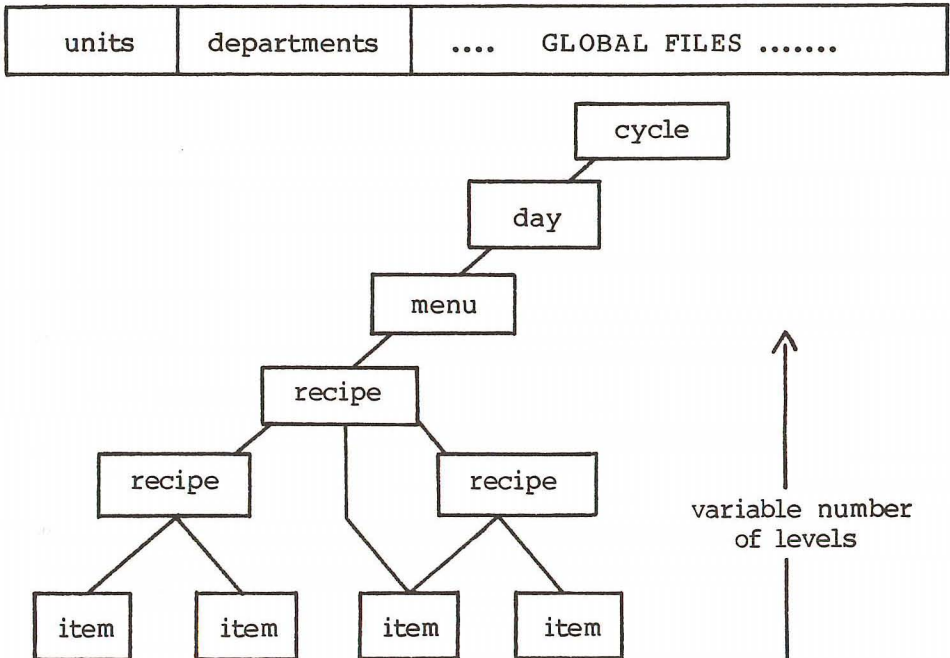 units departments .... GLOBAL FILES .......
cycle
day
menu
recipe
recipe recipe
variable number
of levels
item item item item